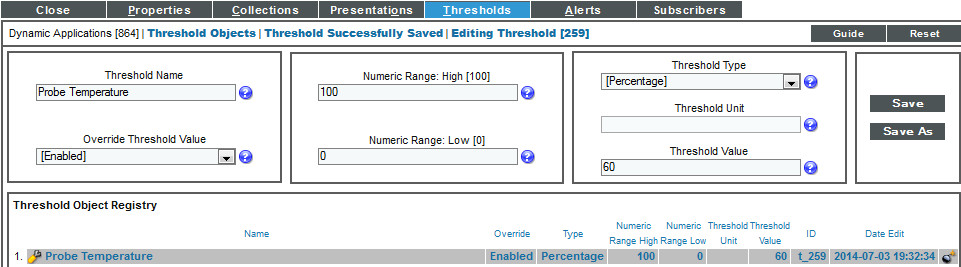 Close Properties Collections Presentations Thresholds Alerts Subscribers
Dynamic Applications [864] | Threshold Objects | Threshold Successfully Saved | Editing Threshold [259] Guide Reset
Threshold Name
Probe Temperature
Override Threshold Value
[Enabled]
Numeric Range: High [100]
100
Numeric Range: Low [0]
0
Threshold Type
[Percentage]
Threshold Unit
Threshold Value
60
Save
Save As
Threshold Object Registry
Name Override Type Numeric Range High Numeric Range Low Threshold Unit Threshold Value ID Date Edit
1. Probe Temperature Enabled Percentage 100 0 60 t_259 2014-07-03 19:32:34